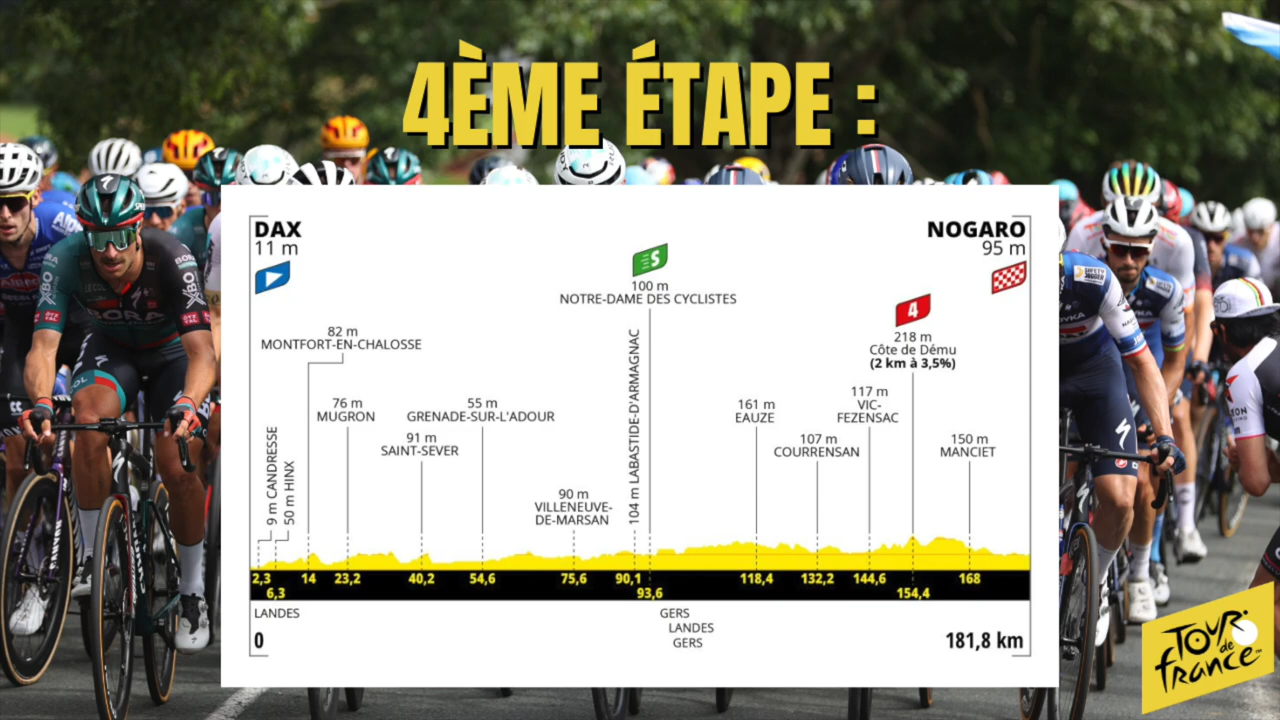 4ÈME ÉTAPE :
DAX
11 m
NOGARO
95 m
S
100 m
NOTRE-DAME DES CYCLISTES
4
218 m
Côte de Dému
(2 km à 3,5%)
82 m
MONTFORT-EN-CHALOSSE
76 m
MUGRON
55 m
GRENADE-SUR-L'ADOUR
91 m
SAINT-SEVER
9 m CANDRESSE
50 m HINX
90 m
VILLENEUVE-
DE-MARSAN
104 m LABASTIDE-D'ARMAGNAC
161 m
EAUZE
117 m
VIC-
FEZENSAC
107 m
COURRENSAN
150 m
MANCIET
2,3 14 23,2 40,2 54,6 75,6 90,1 118,4 132,2 144,6 168
6,3 93,6 154,4
LANDES
GERS
LANDES
GERS
0
181,8 km
BORA
TOUR
de
france